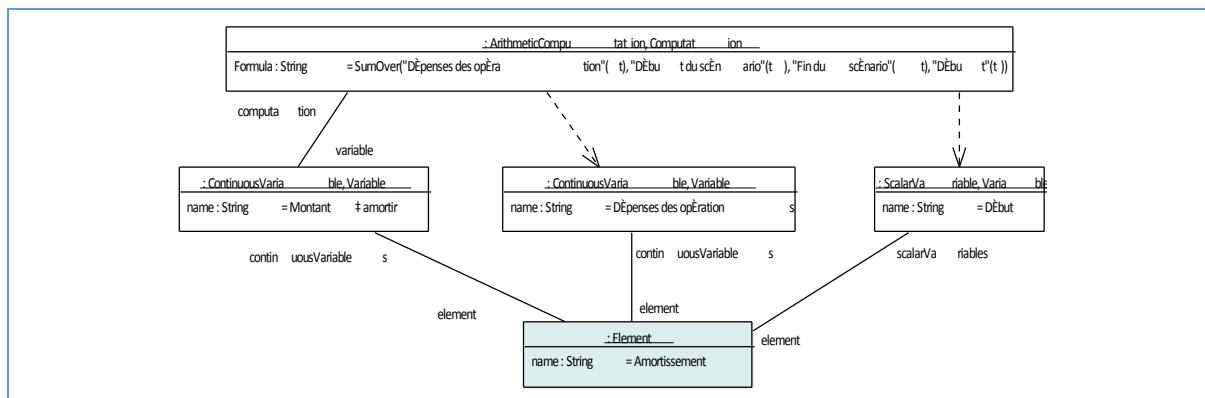 : ArithmeticCompu tat ion, Computat ion
Formula : String = SumOver("DÈpenses des opÈra tion"( t), "DÈbu t du scÈn ario"(t ), "Fin du scÈnario"( t), "DÈbu t"(t ))
computa tion
variable
: ContinuousVaria ble, Variable
name : String = Montant ‡ amortir
: ContinuousVaria ble, Variable
name : String = DÈpenses des opÈration s
: ScalarVa riable, Varia ble
name : String = DÈbut
contin uousVariable s
contin uousVariable s
scalarVa riables
element
element
element
: Element
name : String = Amortissement